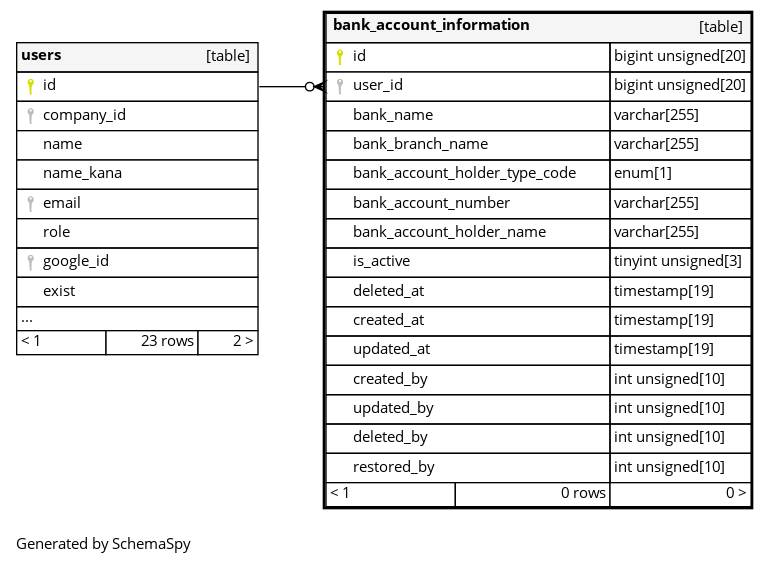 users [table]
id
company_id
name
name_kana
email
role
google_id
exist
...
< 1 23 rows 2 >
bank_account_information [table]
id bigint unsigned[20]
user_id bigint unsigned[20]
bank_name varchar[255]
bank_branch_name varchar[255]
bank_account_holder_type_code enum[1]
bank_account_number varchar[255]
bank_account_holder_name varchar[255]
is_active tinyint unsigned[3]
deleted_at timestamp[19]
created_at timestamp[19]
updated_at timestamp[19]
created_by int unsigned[10]
updated_by int unsigned[10]
deleted_by int unsigned[10]
restored_by int unsigned[10]
< 1 0 rows 0 >
Generated by SchemaSpy